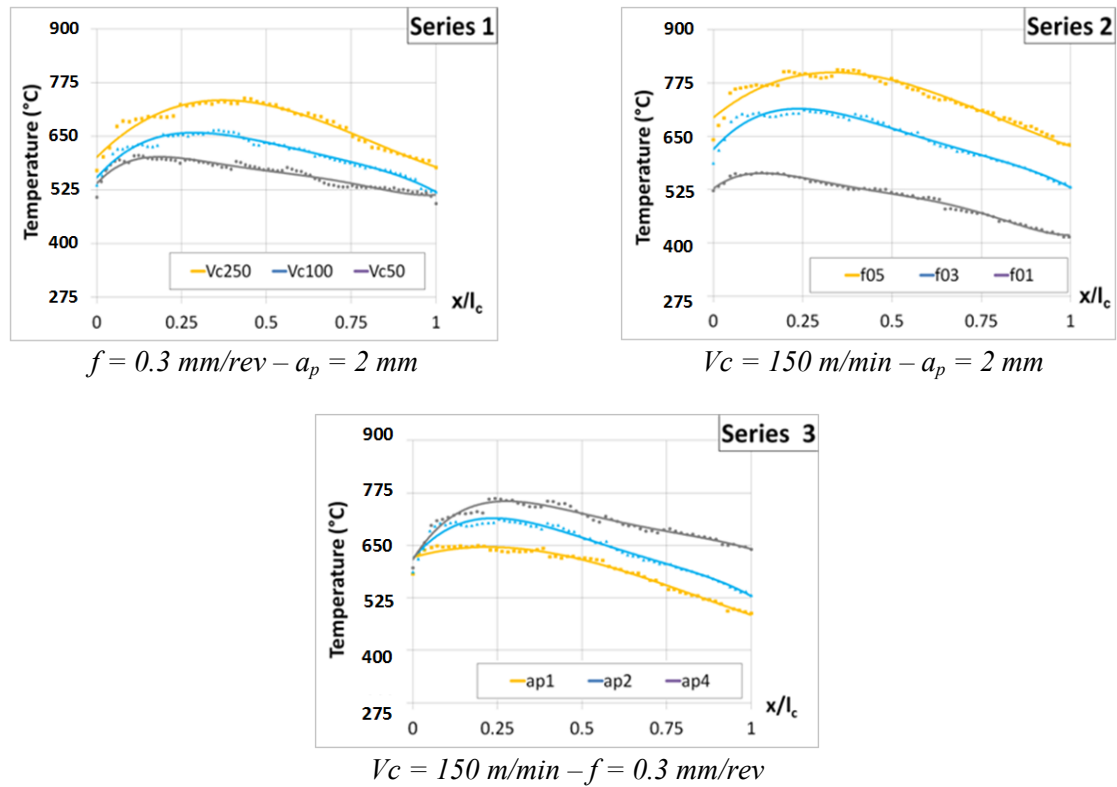 Series 1
Temperature (°C)
900
775
650
525
400
275
Vc250 Vc100 Vc50
x/lc
0 0.25 0.5 0.75 1
f = 0.3 mm/rev – ap = 2 mm
Series 2
Temperature (°C)
900
775
650
525
400
275
f05 f03 f01
x/lc
0 0.25 0.5 0.75 1
Vc = 150 m/min – ap = 2 mm
Series 3
Temperature (°C)
900
775
650
525
400
275
ap1 ap2 ap4
x/lc
0 0.25 0.5 0.75 1
Vc = 150 m/min – f = 0.3 mm/rev